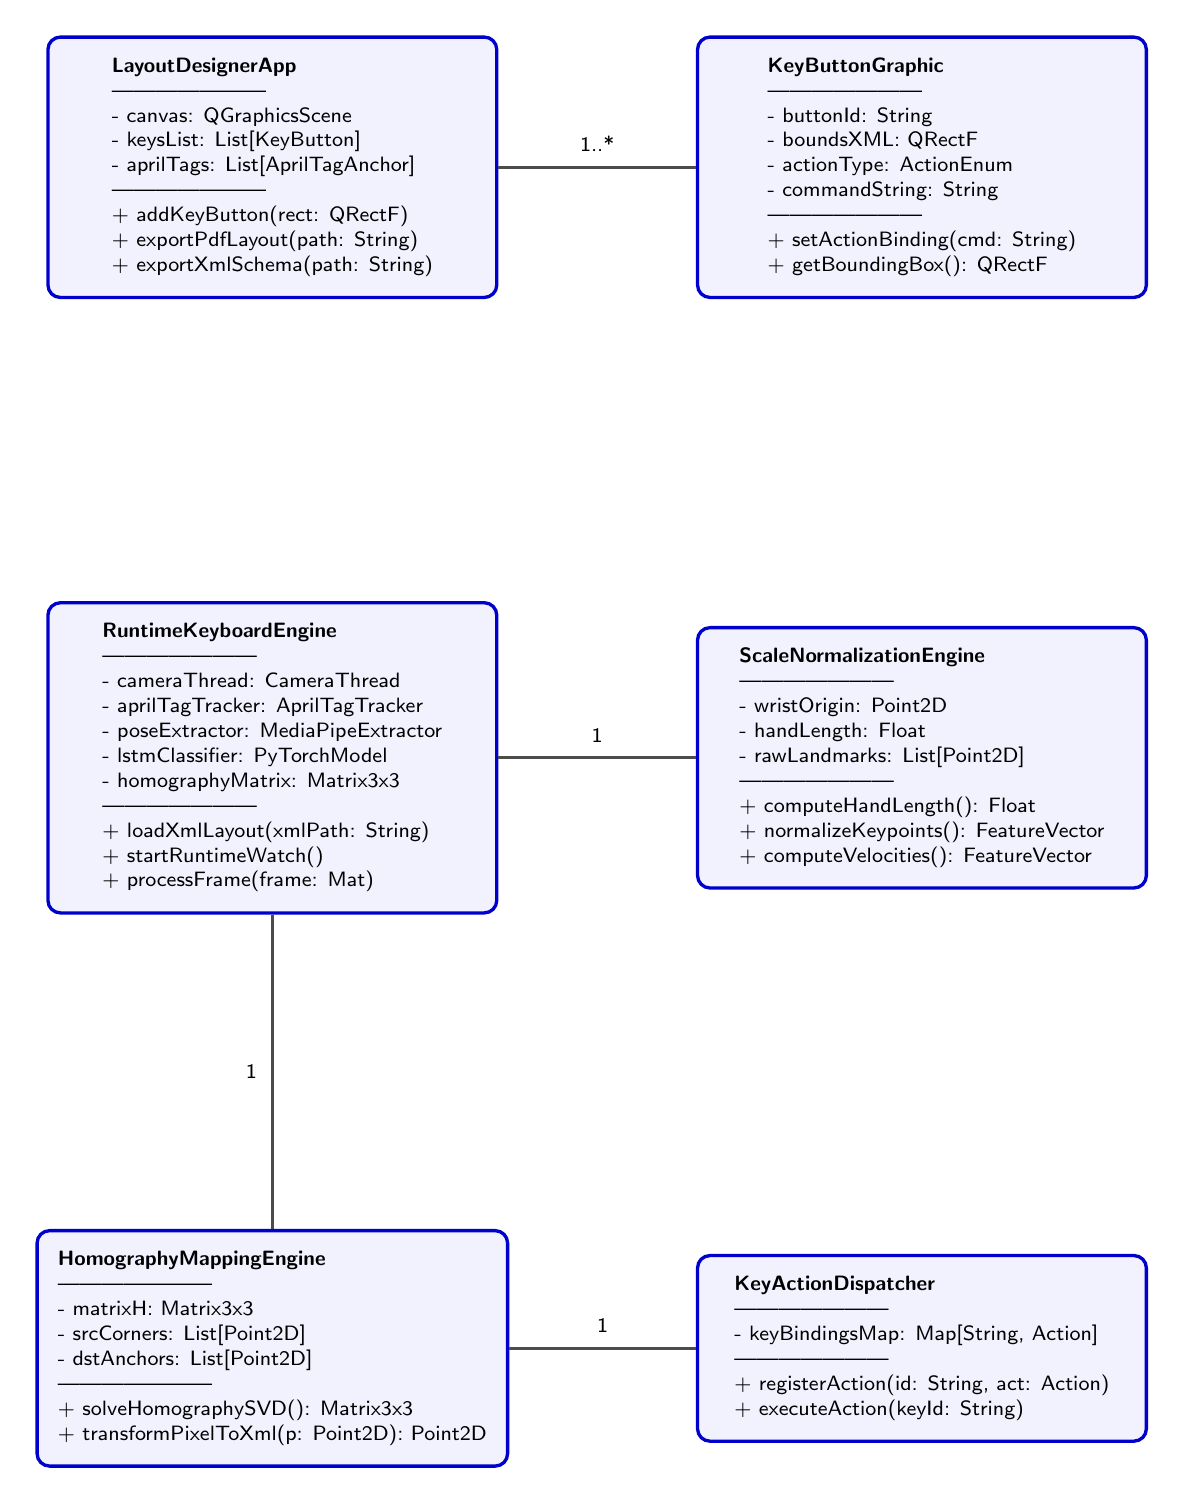 LayoutDesignerApp
- canvas: QGraphicsScene
- keysList: List[KeyButton]
- aprilTags: List[AprilTagAnchor]
+ addKeyButton(rect: QRectF)
+ exportPdfLayout(path: String)
+ exportXmlSchema(path: String)
1..*
KeyButtonGraphic
- buttonId: String
- boundsXML: QRectF
- actionType: ActionEnum
- commandString: String
+ setActionBinding(cmd: String)
+ getBoundingBox(): QRectF
RuntimeKeyboardEngine
- cameraThread: CameraThread
- aprilTagTracker: AprilTagTracker
- poseExtractor: MediaPipeExtractor
- lstmClassifier: PyTorchModel
- homographyMatrix: Matrix3x3
+ loadXmlLayout(xmlPath: String)
+ startRuntimeWatch()
+ processFrame(frame: Mat)
1
ScaleNormalizationEngine
- wristOrigin: Point2D
- handLength: Float
- rawLandmarks: List[Point2D]
+ computeHandLength(): Float
+ normalizeKeypoints(): FeatureVector
+ computeVelocities(): FeatureVector
1
HomographyMappingEngine
- matrixH: Matrix3x3
- srcCorners: List[Point2D]
- dstAnchors: List[Point2D]
+ solveHomographySVD(): Matrix3x3
+ transformPixelToXml(p: Point2D): Point2D
1
KeyActionDispatcher
- keyBindingsMap: Map[String, Action]
+ registerAction(id: String, act: Action)
+ executeAction(keyId: String)